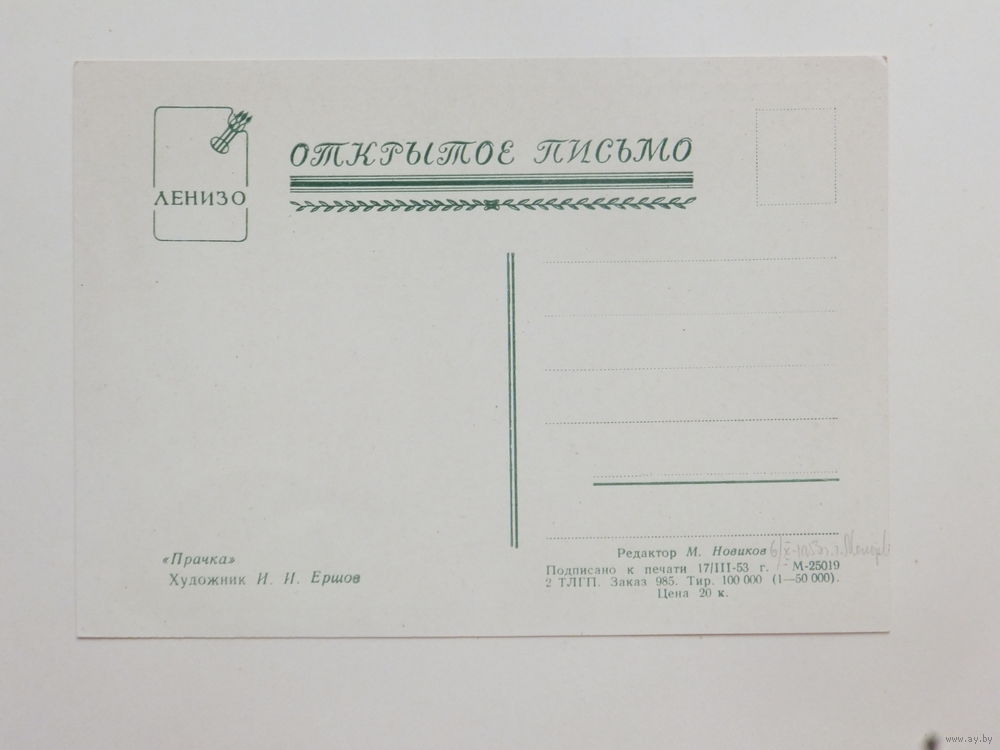 ЛЕНИЗО
ОТКРЫТОЕ ПИСЬМО
«Прачка»
Художник И. И. Ершов
Редактор М. Новиков
Подписано к печати 17/III-53 г. М-25019
2 ТЛГП. Заказ 985. Тир. 100 000 (1—50 000).
Цена 20 к.
www.ay.by